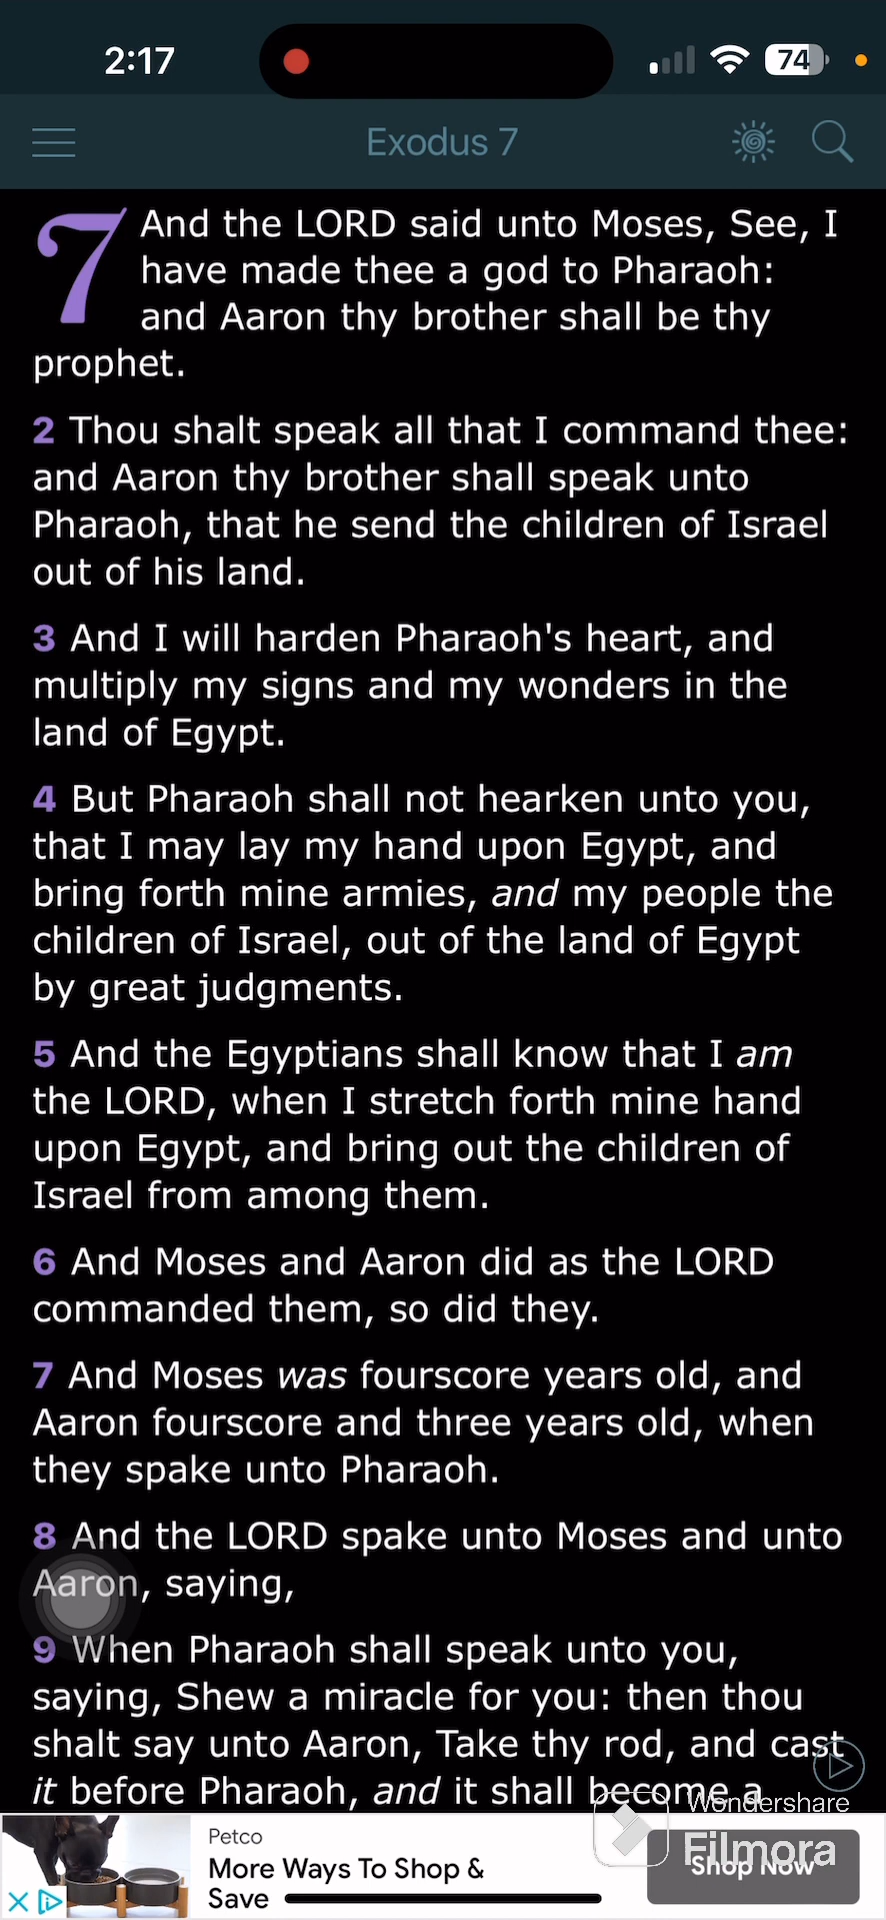 2:17
74
Exodus 7
7 And the LORD said unto Moses, See, I
have made thee a god to Pharaoh:
and Aaron thy brother shall be thy
prophet.
2 Thou shalt speak all that I command thee:
and Aaron thy brother shall speak unto
Pharaoh, that he send the children of Israel
out of his land.
3 And I will harden Pharaoh's heart, and
multiply my signs and my wonders in the
land of Egypt.
4 But Pharaoh shall not hearken unto you,
that I may lay my hand upon Egypt, and
bring forth mine armies, and my people the
children of Israel, out of the land of Egypt
by great judgments.
5 And the Egyptians shall know that I am
the LORD, when I stretch forth mine hand
upon Egypt, and bring out the children of
Israel from among them.
6 And Moses and Aaron did as the LORD
commanded them, so did they.
7 And Moses was fourscore years old, and
Aaron fourscore and three years old, when
they spake unto Pharaoh.
8 And the LORD spake unto Moses and unto
Aaron, saying,
9 When Pharaoh shall speak unto you,
saying, Shew a miracle for you: then thou
shalt say unto Aaron, Take thy rod, and cast
it before Pharaoh, and it shall become a
Wondershare
Filmora
Petco
More Ways To Shop &
Save
Shop Now